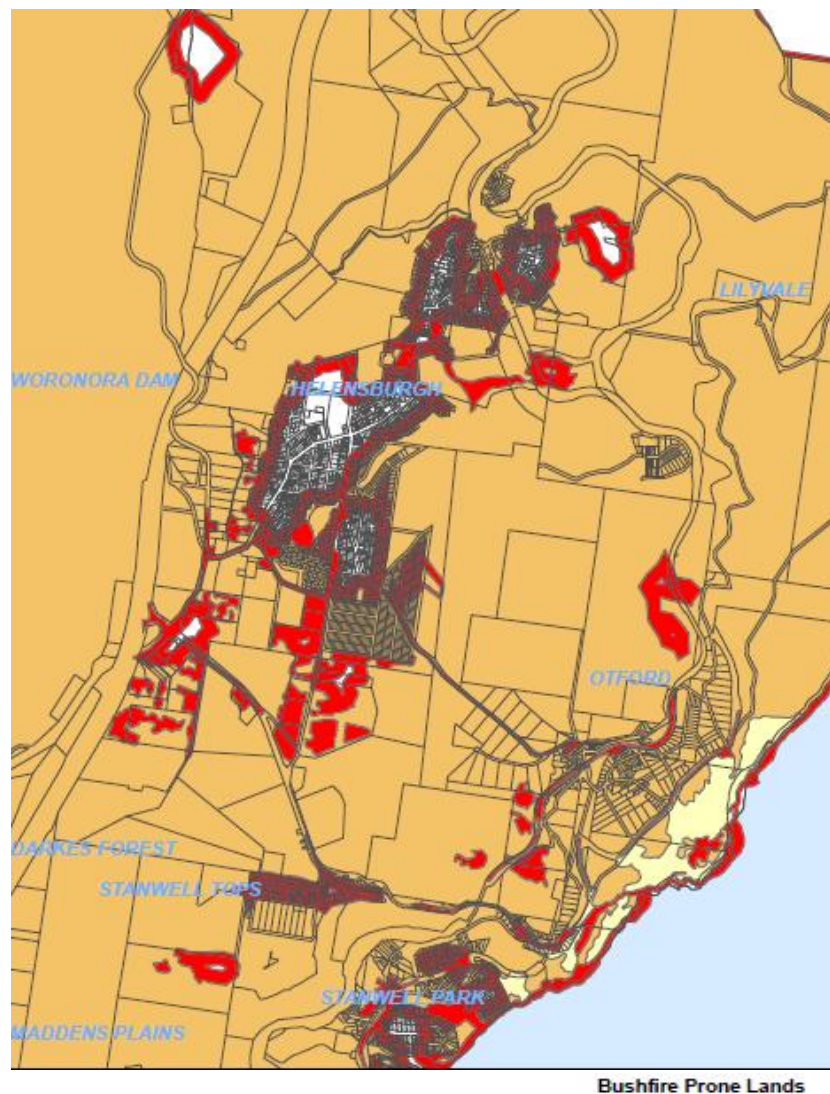 LILYVALE
WORONORA DAM
HELENSBURGH
OTFORD
DARKES FOREST
STANWELL TOPS
STANWELL PARK
MADDENS PLAINS
Bushfire Prone Lands